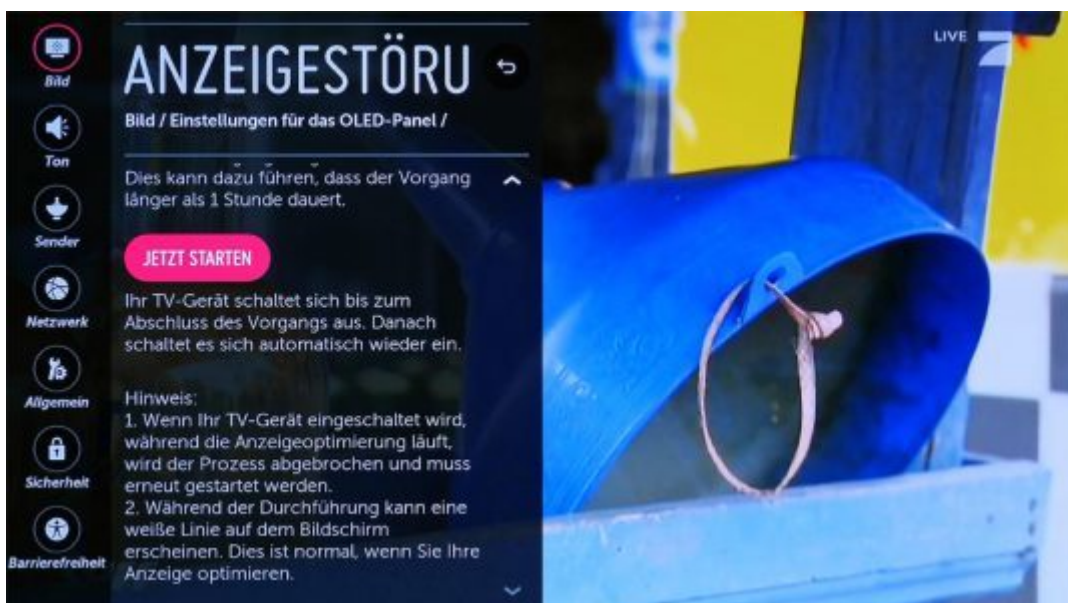 LIVE
Bild
Ton
Sender
Netzwerk
Allgemein
Sicherheit
Barrierefreiheit
ANZEIGESTÖRU
Bild / Einstellungen für das OLED-Panel /
Dies kann dazu führen, dass der Vorgang
länger als 1 Stunde dauert.
JETZT STARTEN
Ihr TV-Gerät schaltet sich bis zum
Abschluss des Vorgangs aus. Danach
schaltet es sich automatisch wieder ein.
Hinweis:
1. Wenn Ihr TV-Gerät eingeschaltet wird,
während die Anzeigeoptimierung läuft,
wird der Prozess abgebrochen und muss
erneut gestartet werden.
2. Während der Durchführung kann eine
weiße Linie auf dem Bildschirm
erscheinen. Dies ist normal, wenn Sie Ihre
Anzeige optimieren.